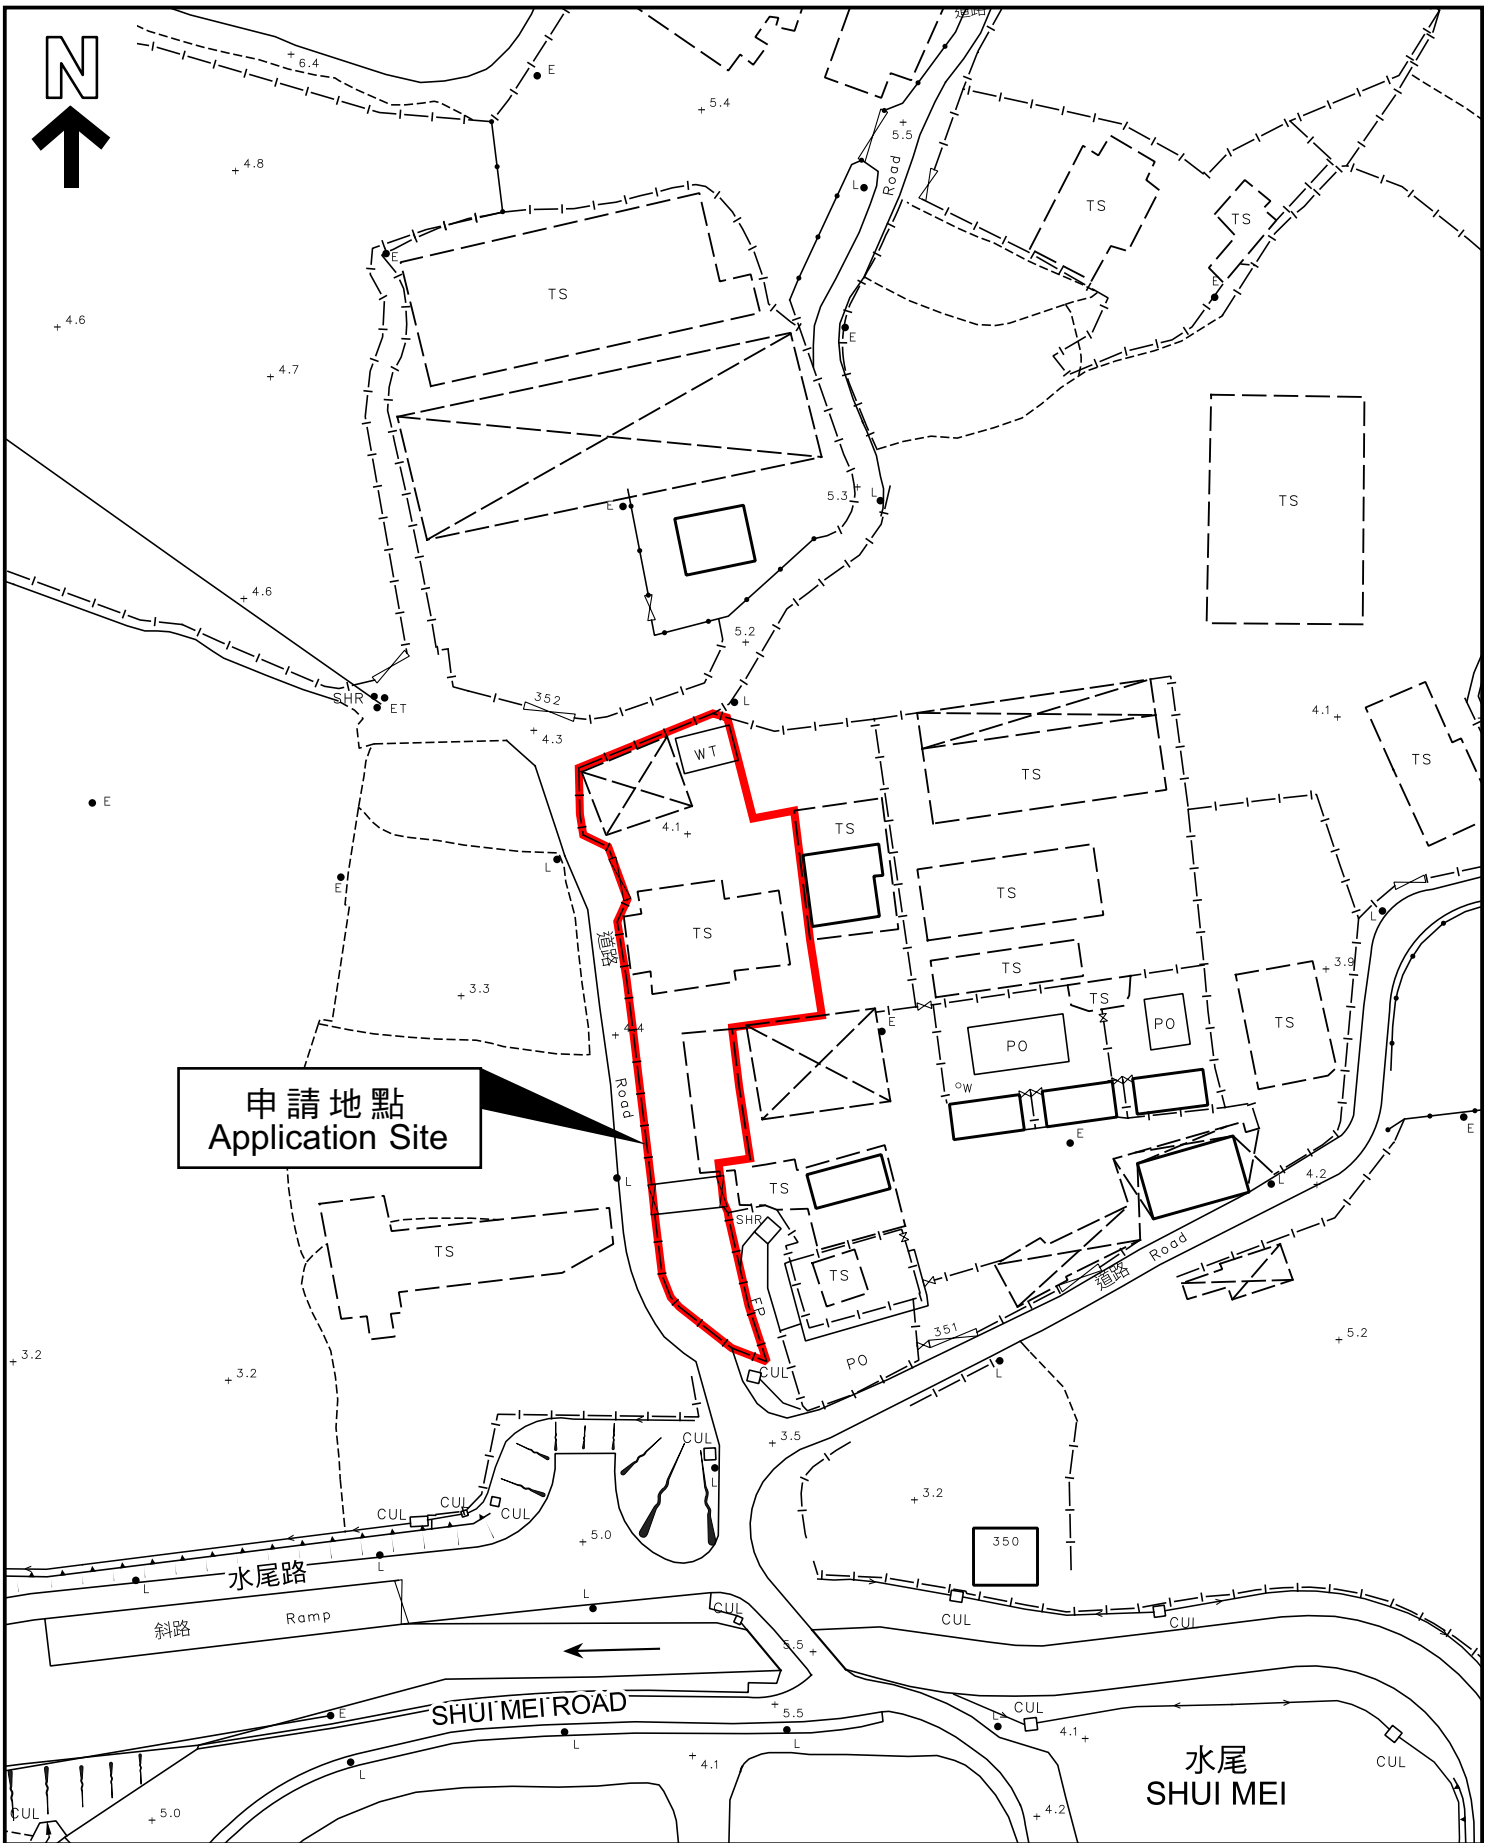 道路
N
6.4
E
5.4
5.5
4.8
L
Road
TS
TS
E
TS
E
4.6
E
4.7
5.3
L
E
TS
4.6
5.2
SHR
ET
352
L
4.3
4.1
WT
TS
TS
E
4.1
TS
L
E
TS
L
道路
TS
TS
3.9
3.3
TS
4.4
E
PO
TS
PO
申請地點
Application Site
Road
W
E
E
L
TS
L
4.2
SHR
TS
TS
道路
Road
FP
351
5.2
3.2
PO
3.2
CUL
L
CUL
3.5
L
3.2
CUL
CUL
CUL
5.0
350
水尾路
L
L
斜路
Ramp
L
CUL
CUL
CUL
5.5
SHUI MEI ROAD
E
5.5
CUL
L
L
L
4.1
L
4.1
CUL
水尾
SHUI MEI
CUL
5.0
4.2